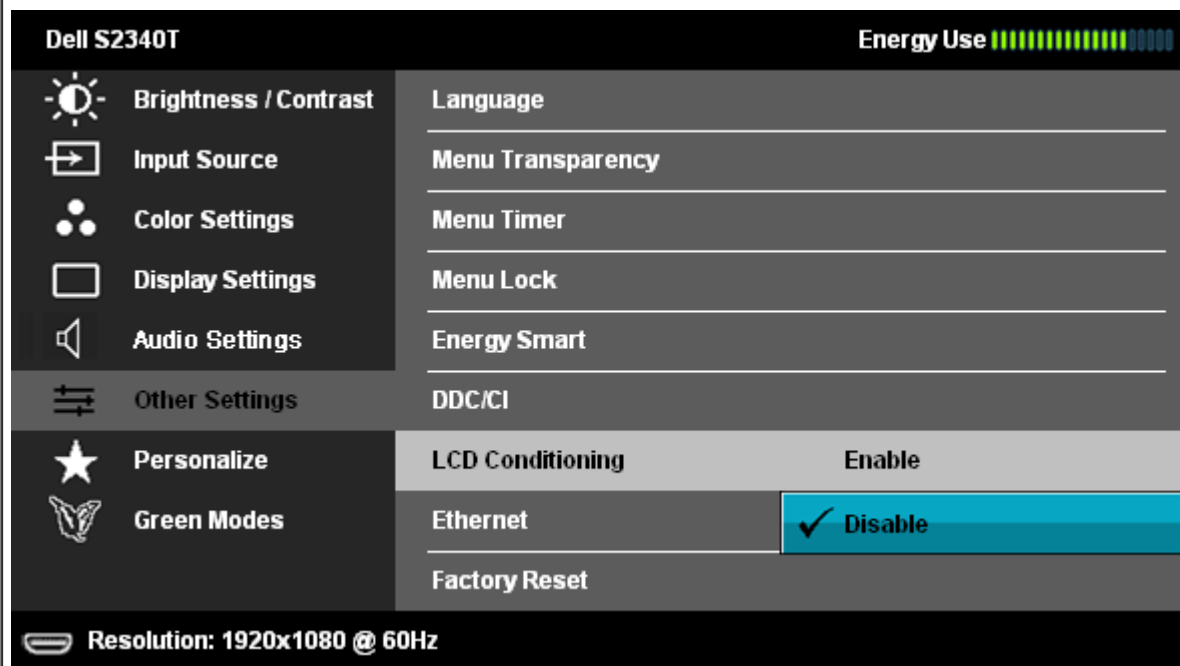 Dell S2340T Energy Use
Brightness / Contrast Language
Input Source Menu Transparency
Color Settings Menu Timer
Display Settings Menu Lock
Audio Settings Energy Smart
Other Settings DDC/CI
Personalize LCD Conditioning Enable
Green Modes Ethernet Disable
Factory Reset
Resolution: 1920x1080 @ 60Hz